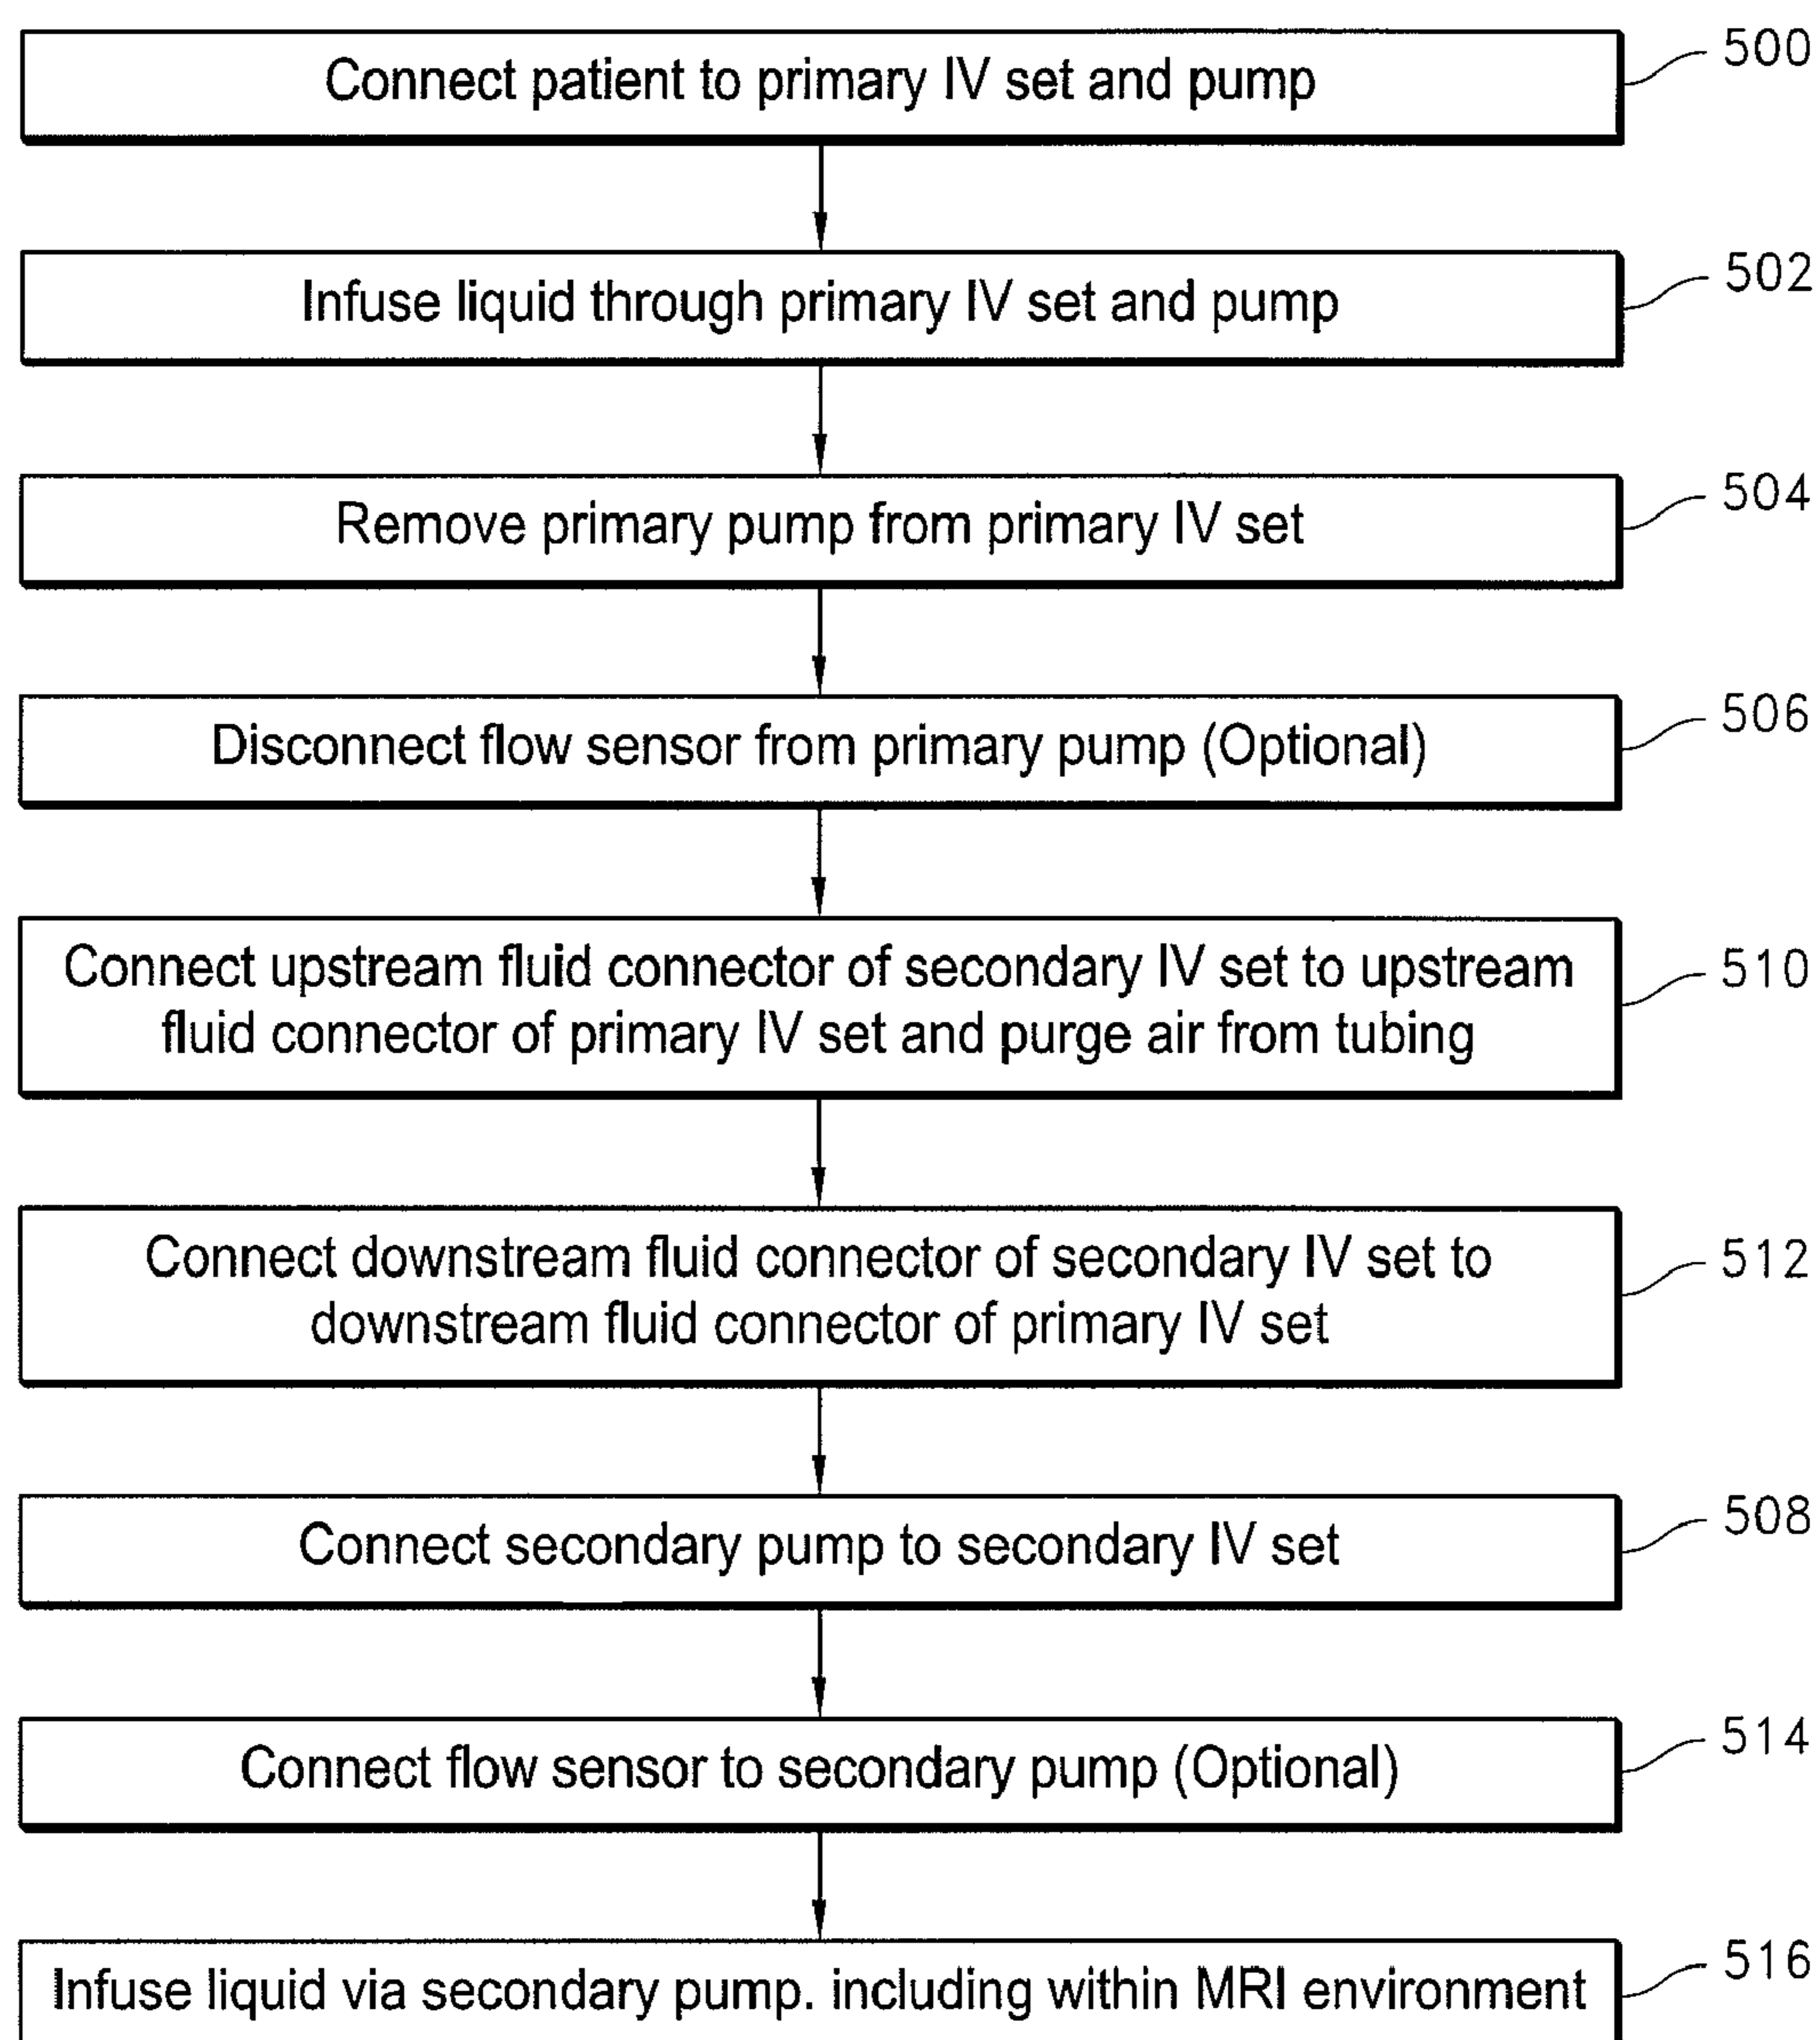 Connect patient to primary IV set and pump
500
Infuse liquid through primary IV set and pump
502
Remove primary pump from primary IV set
504
Disconnect flow sensor from primary pump (Optional)
506
Connect upstream fluid connector of secondary IV set to upstream
fluid connector of primary IV set and purge air from tubing
510
Connect downstream fluid connector of secondary IV set to
downstream fluid connector of primary IV set
512
Connect secondary pump to secondary IV set
508
Connect flow sensor to secondary pump (Optional)
514
Infuse liquid via secondary pump. including within MRI environment
516